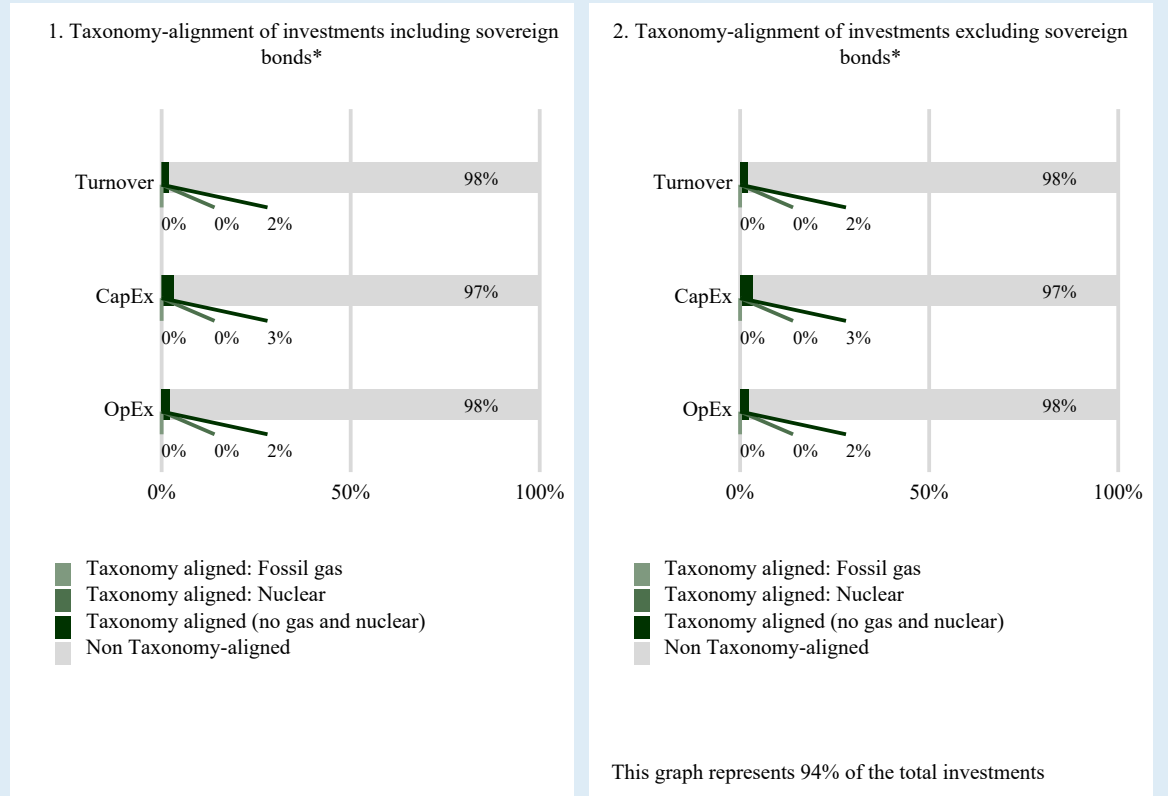 1. Taxonomy-alignment of investments including sovereign
bonds*
Turnover
98%
0% 0% 2%
CapEx
97%
0% 0% 3%
OpEx
98%
0% 0% 2%
0% 50% 100%
Taxonomy aligned: Fossil gas
Taxonomy aligned: Nuclear
Taxonomy aligned (no gas and nuclear)
Non Taxonomy-aligned
2. Taxonomy-alignment of investments excluding sovereign
bonds*
Turnover
98%
0% 0% 2%
CapEx
97%
0% 0% 3%
OpEx
98%
0% 0% 2%
0% 50% 100%
Taxonomy aligned: Fossil gas
Taxonomy aligned: Nuclear
Taxonomy aligned (no gas and nuclear)
Non Taxonomy-aligned
This graph represents 94% of the total investments